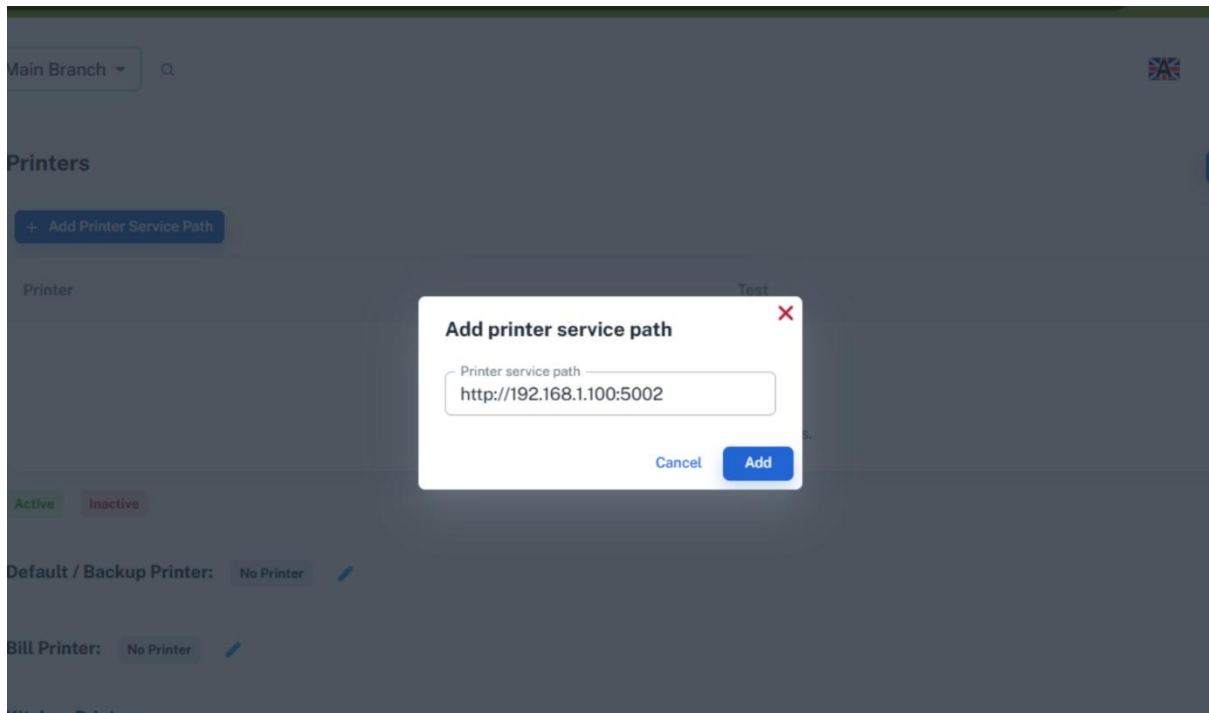 Main Branch
Printers
+ Add Printer Service Path
Printer
Test
Add printer service path
Printer service path
http://192.168.1.100:5002
Cancel
Add
Active
Inactive
Default / Backup Printer:
No Printer
Bill Printer:
No Printer